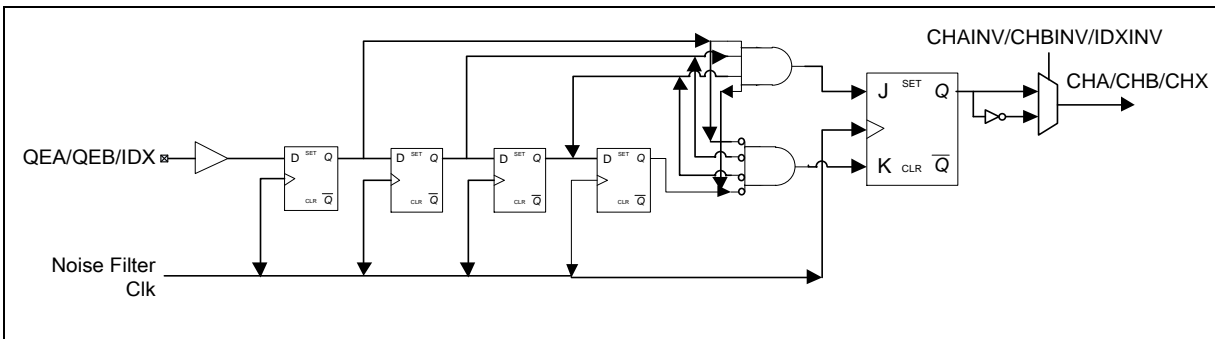 CHAINV/CHBINV/IDXINV
J SET Q
CHA/CHB/CHX
QEA/QEB/IDX
D SET Q
CLR Q
D SET Q
CLR Q
D SET Q
CLR Q
D SET Q
CLR Q
K CLR Q
Noise Filter
Clk